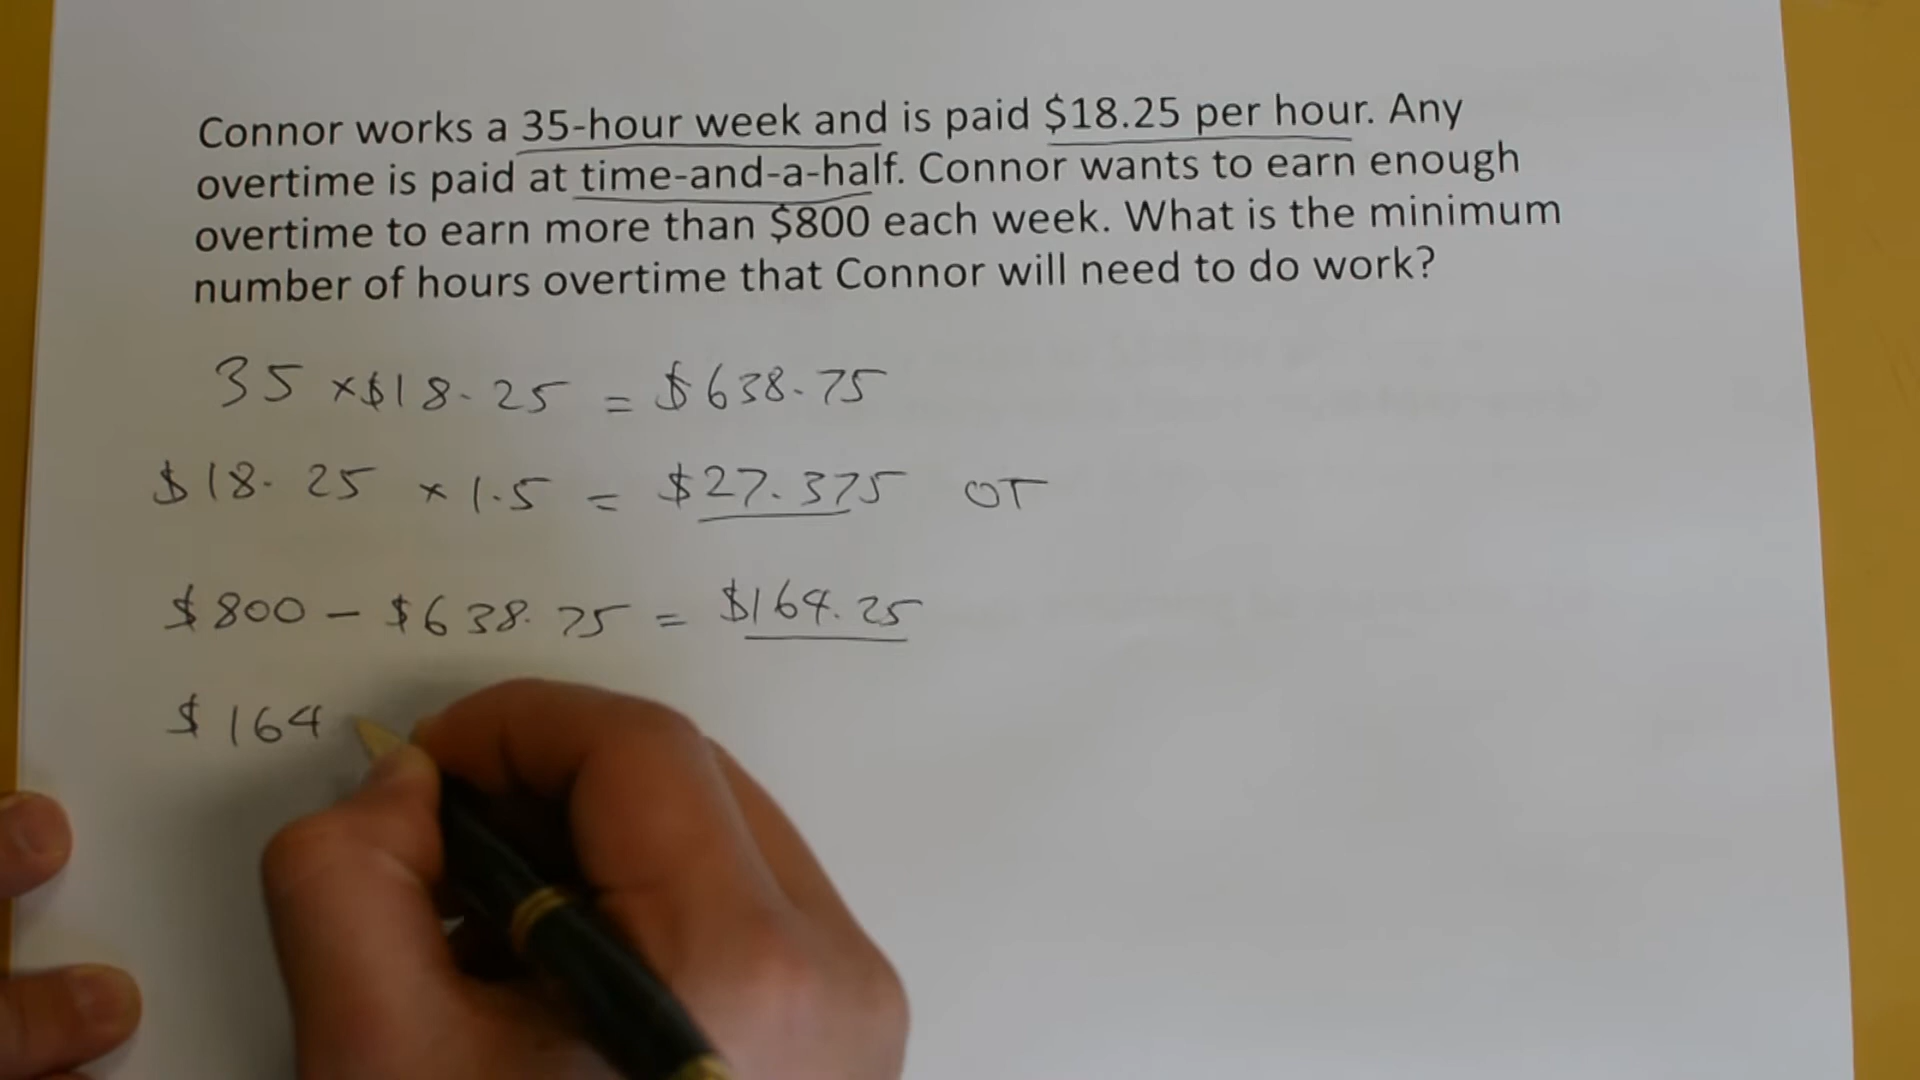 Connor works a 35-hour week and is paid $18.25 per hour. Any
overtime is paid at time-and-a-half. Connor wants to earn enough
overtime to earn more than $800 each week. What is the minimum
number of hours overtime that Connor will need to do work?
35 ×$18.25 = $638.75
$18.25 × 1.5 = $27.375 OT
$800 – $638.75 = $164.25
$164